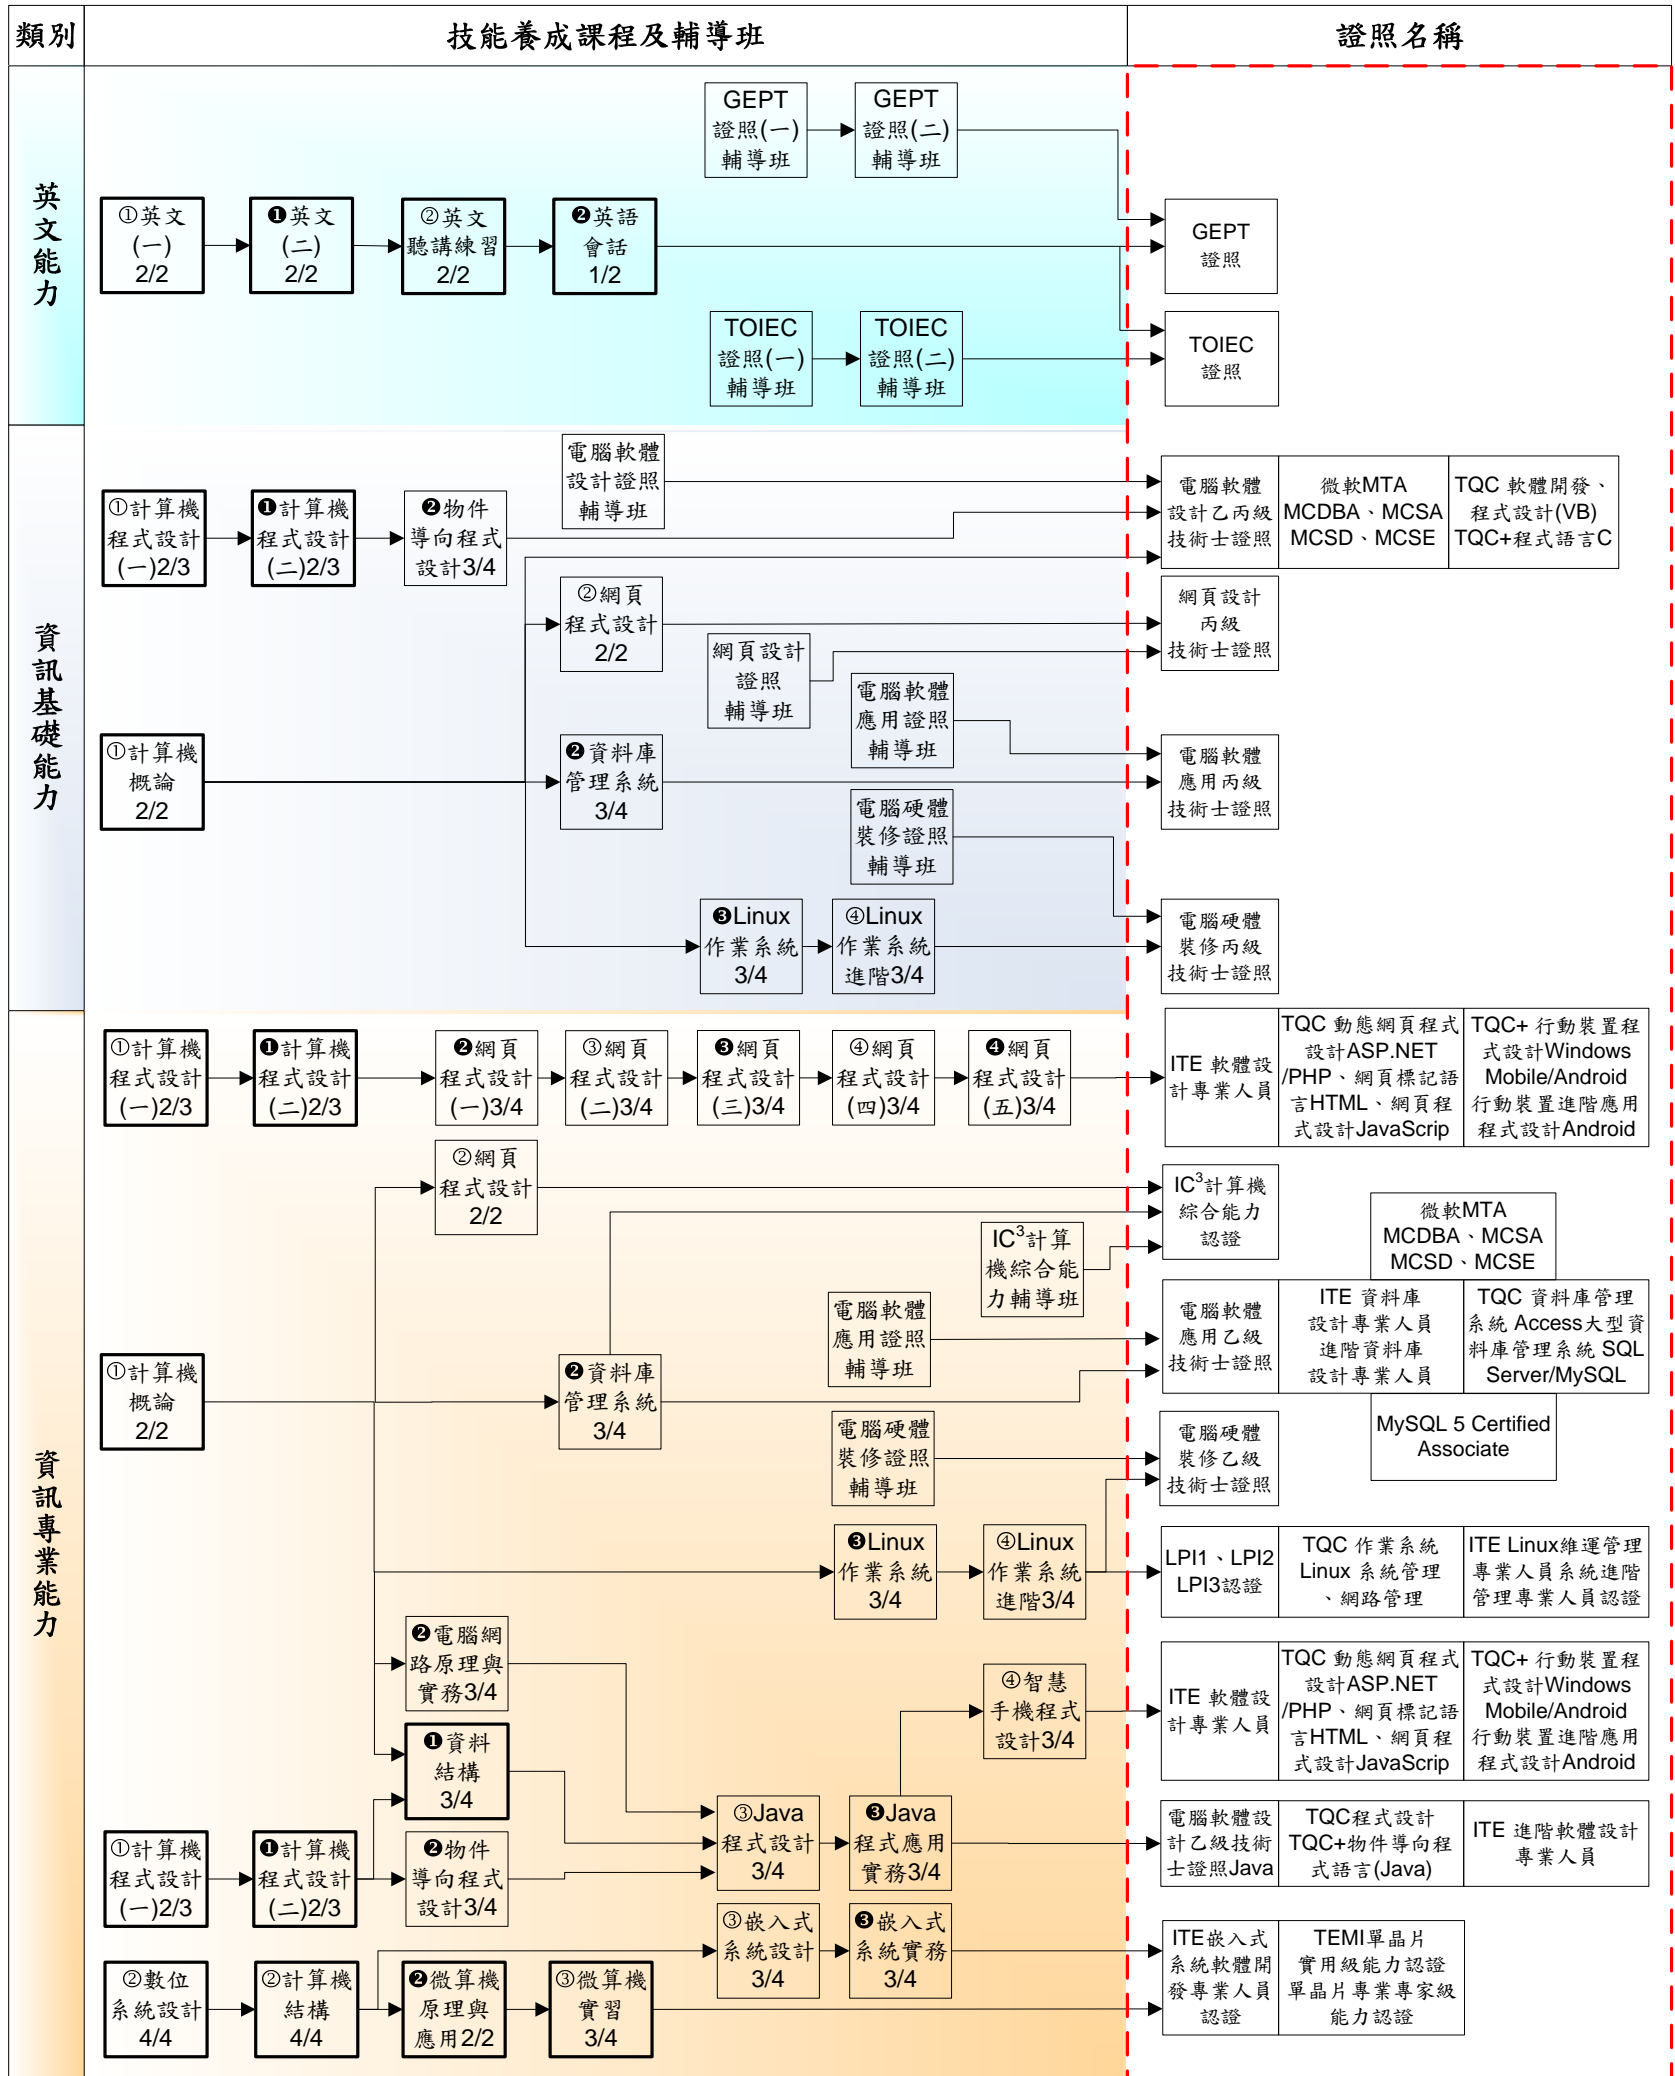 類別
技能養成課程及輔導班
證照名稱
英文能力
GEPT
證照(一)
輔導班
GEPT
證照(二)
輔導班
①英文
(一)
2/2
❶英文
(二)
2/2
②英文
聽講練習
2/2
❷英語
會話
1/2
GEPT
證照
TOIEC
證照(一)
輔導班
TOIEC
證照(二)
輔導班
TOIEC
證照
資訊基礎能力
電腦軟體
設計證照
輔導班
①計算機
程式設計
(一)2/3
❶計算機
程式設計
(二)2/3
❷物件
導向程式
設計3/4
電腦軟體
設計乙丙級
技術士證照
微軟MTA
MCDBA、MCSA
MCSD、MCSE
TQC 軟體開發、
程式設計(VB)
TQC+程式語言C
②網頁
程式設計
2/2
網頁設計
丙級
技術士證照
網頁設計
證照
輔導班
電腦軟體
應用證照
輔導班
①計算機
概論
2/2
❷資料庫
管理系統
3/4
電腦軟體
應用丙級
技術士證照
電腦硬體
裝修證照
輔導班
❸Linux
作業系統
3/4
④Linux
作業系統
進階3/4
電腦硬體
裝修丙級
技術士證照
資訊專業能力
①計算機
程式設計
(一)2/3
❶計算機
程式設計
(二)2/3
❷網頁
程式設計
(一)3/4
③網頁
程式設計
(二)3/4
❸網頁
程式設計
(三)3/4
④網頁
程式設計
(四)3/4
❹網頁
程式設計
(五)3/4
ITE 軟體設
計專業人員
TQC 動態網頁程式
設計ASP.NET
/PHP、網頁標記語
言HTML、網頁程
式設計JavaScrip
TQC+ 行動裝置程
式設計Windows
Mobile/Android
行動裝置進階應用
程式設計Android
②網頁
程式設計
2/2
IC³計算機
綜合能力
認證
IC³計算
機綜合能
力輔導班
微軟MTA
MCDBA、MCSA
MCSD、MCSE
電腦軟體
應用證照
輔導班
電腦軟體
應用乙級
技術士證照
ITE 資料庫
設計專業人員
進階資料庫
設計專業人員
TQC 資料庫管理
系統 Access大型資
料庫管理系統 SQL
Server/MySQL
①計算機
概論
2/2
❷資料庫
管理系統
3/4
MySQL 5 Certified
Associate
電腦硬體
裝修證照
輔導班
電腦硬體
裝修乙級
技術士證照
❸Linux
作業系統
3/4
④Linux
作業系統
進階3/4
LPI1、LPI2
LPI3認證
TQC 作業系統
Linux 系統管理
、網路管理
ITE Linux維運管理
專業人員系統進階
管理專業人員認證
❷電腦網
路原理與
實務3/4
④智慧
手機程式
設計3/4
ITE 軟體設
計專業人員
TQC 動態網頁程式
設計ASP.NET
/PHP、網頁標記語
言HTML、網頁程
式設計JavaScrip
TQC+ 行動裝置程
式設計Windows
Mobile/Android
行動裝置進階應用
程式設計Android
❶資料
結構
3/4
①計算機
程式設計
(一)2/3
❶計算機
程式設計
(二)2/3
❷物件
導向程式
設計3/4
③Java
程式設計
3/4
❸Java
程式應用
實務3/4
電腦軟體設
計乙級技術
士證照Java
TQC程式設計
TQC+物件導向程
式語言(Java)
ITE 進階軟體設計
專業人員
③嵌入式
系統設計
3/4
❸嵌入式
系統實務
3/4
ITE嵌入式
系統軟體開
發專業人員
認證
TEMI單晶片
實用級能力認證
單晶片專業專家級
能力認證
②數位
系統設計
4/4
②計算機
結構
4/4
❷微算機
原理與
應用2/2
③微算機
實習
3/4